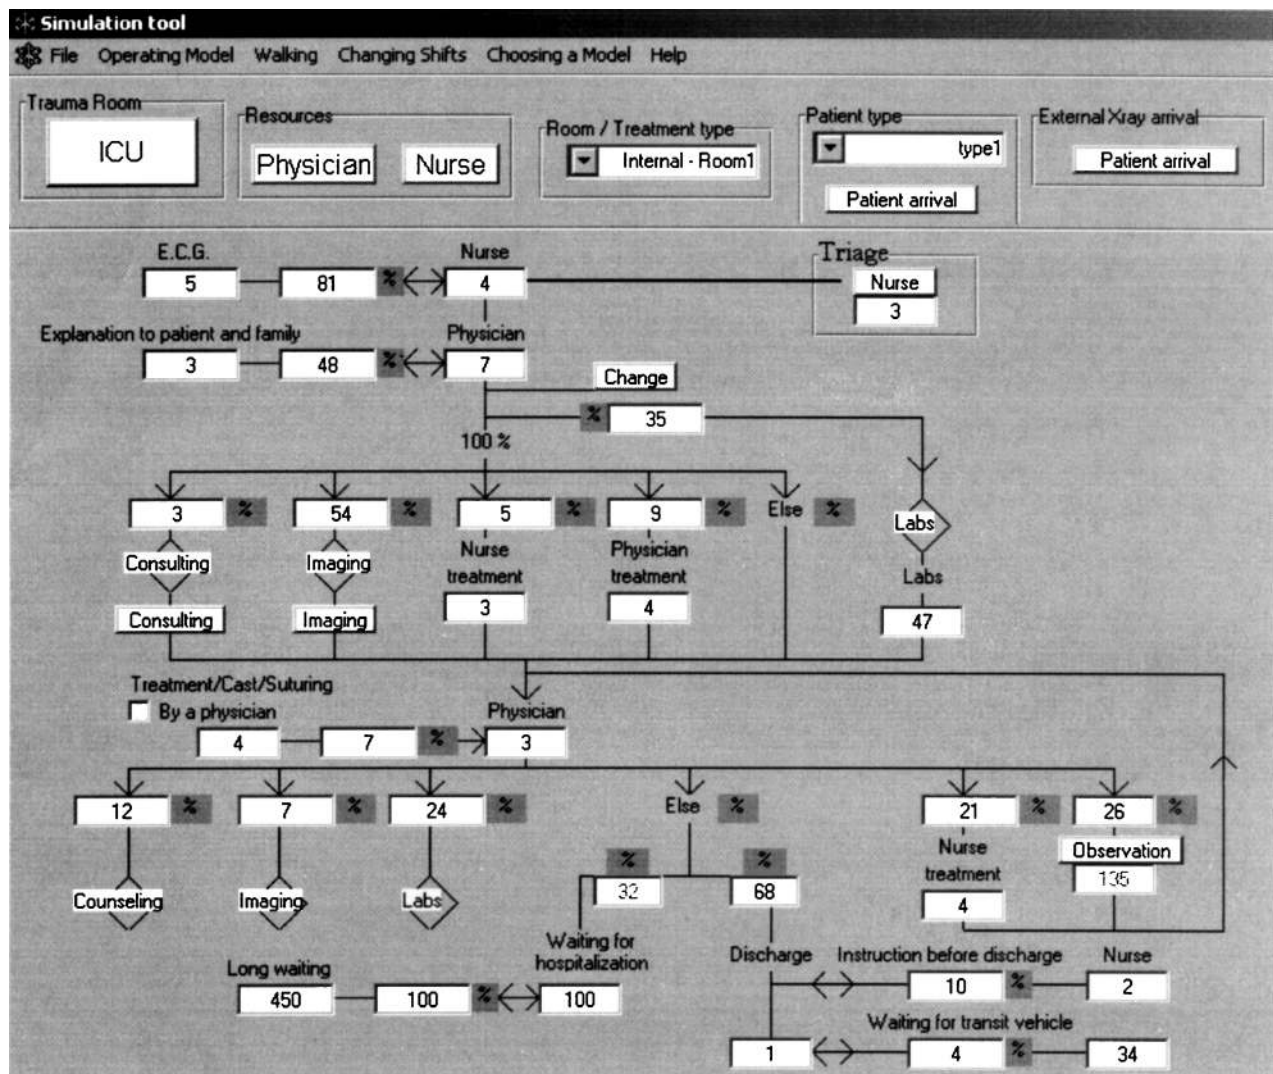 Simulation tool
File Operating Model Walking Changing Shifts Choosing a Model Help
Trauma Room
ICU
Resources
Physician Nurse
Room / Treatment type
Internal - Room1
Patient type
type1
Patient arrival
External Xray arrival
Patient arrival
E.C.G. Nurse
5 81 % 4
Triage
Nurse
3
Explanation to patient and family Physician
3 48 % 7
Change
% 35
100 %
3 % 54 % 5 % 9 % Else %
Labs
Consulting Imaging Nurse Physician Labs
treatment treatment
Consulting Imaging 3 4 47
Treatment/Cast/Suturing
By a physician Physician
4 7 % 3
12 % 7 % 24 % Else % 21 % 26 %
% %
32 68
Nurse
treatment
4
Observation
135
Counseling Imaging Labs
Waiting for
hospitalization
Discharge Instruction before discharge Nurse
Long waiting
450 100 % 100
10 % 2
Waiting for transit vehicle
1 4 % 34